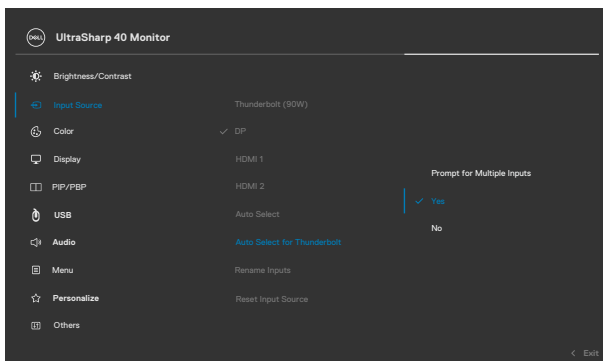 DELL
UltraSharp 40 Monitor
Brightness/Contrast
Input Source
Color
Display
PIP/PBP
USB
Audio
Menu
Personalize
Others
Thunderbolt (90W)
DP
HDMI 1
HDMI 2
Auto Select
Auto Select for Thunderbolt
Rename Inputs
Reset Input Source
Prompt for Multiple Inputs
Yes
No
Exit